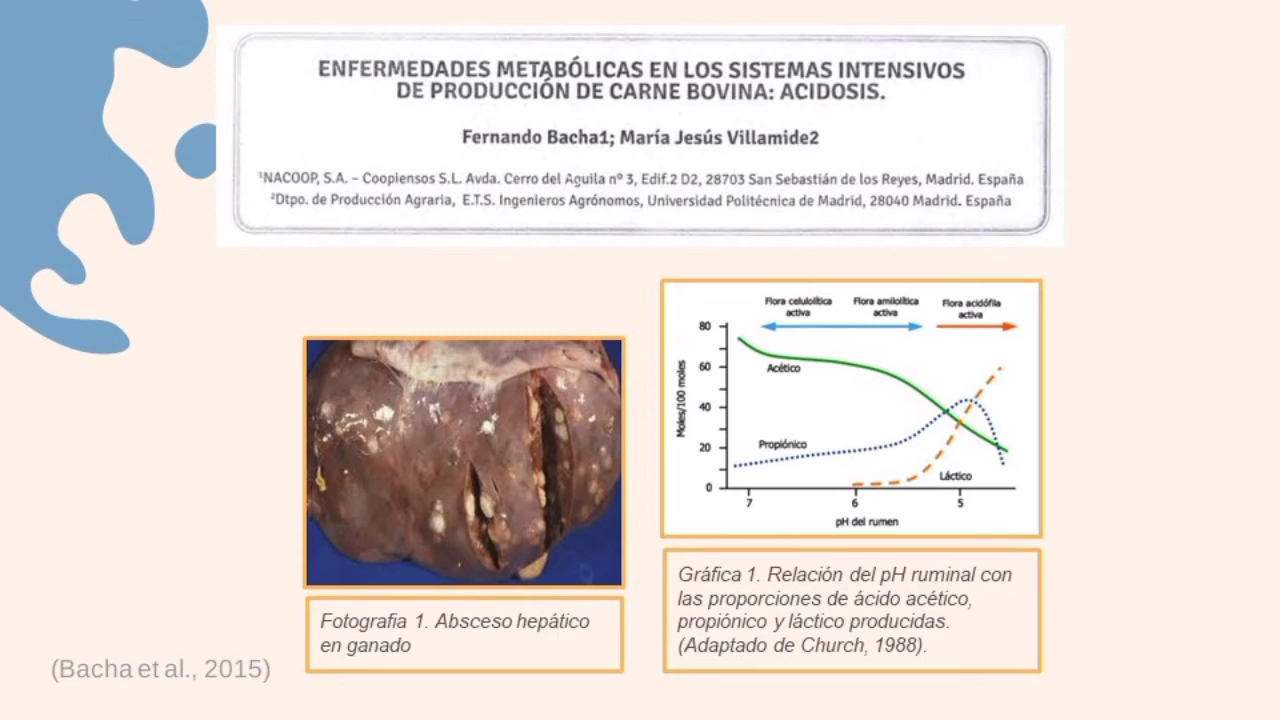 ENFERMEDADES METABÓLICAS EN LOS SISTEMAS INTENSIVOS
DE PRODUCCIÓN DE CARNE BOVINA: ACIDOSIS.
Fernando Bacha1; María Jesús Villamide2
¹NACOOP, S.A. – Coopiensos S.L. Avda. Cerro del Aguila nº 3, Edif.2 D2, 28703 San Sebastián de los Reyes, Madrid. España
²Dtpo. de Producción Agraria, E.T.S. Ingenieros Agrónomos, Universidad Politécnica de Madrid, 28040 Madrid. España
Flora celulolítica
activa
Flora amilolítica
activa
Flora acidófila
activa
Moles/100 moles
80
60
40
20
0
Acético
Propiónico
Láctico
7
6
5
pH del rumen
Fotografia 1. Absceso hepático
en ganado
Gráfica 1. Relación del pH ruminal con
las proporciones de ácido acético,
propiónico y láctico producidas.
(Adaptado de Church, 1988).
(Bacha et al., 2015)